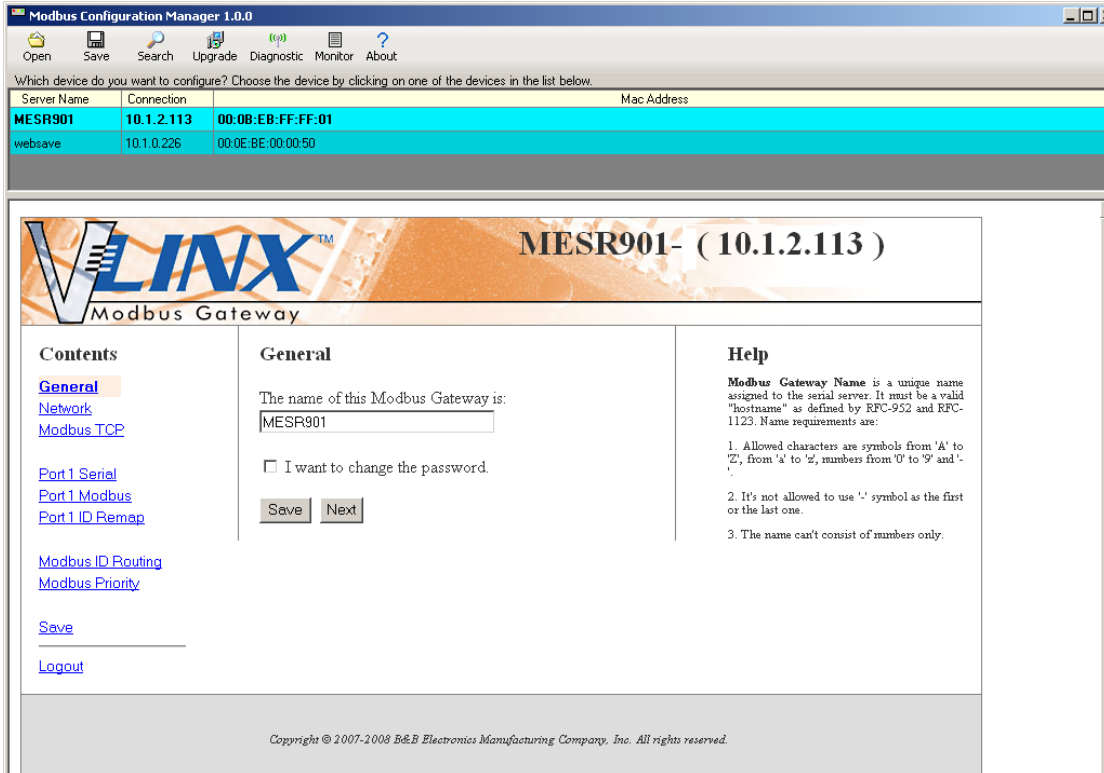 Modbus Configuration Manager 1.0.0
Open Save Search Upgrade Diagnostic Monitor About
Which device do you want to configure? Choose the device by clicking on one of the devices in the list below.
Server Name Connection Mac Address
MESR901 10.1.2.113 00:0B:EB:FF:FF:01
websave 10.1.0.226 00:0E:BE:00:00:50
VLINX™
Modbus Gateway
MESR901- ( 10.1.2.113 )
Contents
General
Network
Modbus TCP
Port 1 Serial
Port 1 Modbus
Port 1 ID Remap
Modbus ID Routing
Modbus Priority
Save
Logout
General
The name of this Modbus Gateway is:
MESR901
I want to change the password.
Save Next
Help
Modbus Gateway Name is a unique name
assigned to the serial server. It must be a valid
"hostname" as defined by RFC-952 and RFC-
1123. Name requirements are:
1. Allowed characters are symbols from 'A' to
'Z', from 'a' to 'z', numbers from '0' to '9' and '-
'.
2. It's not allowed to use '-' symbol as the first
or the last one.
3. The name can't consist of numbers only.
Copyright © 2007-2008 B&B Electronics Manufacturing Company, Inc. All rights reserved.